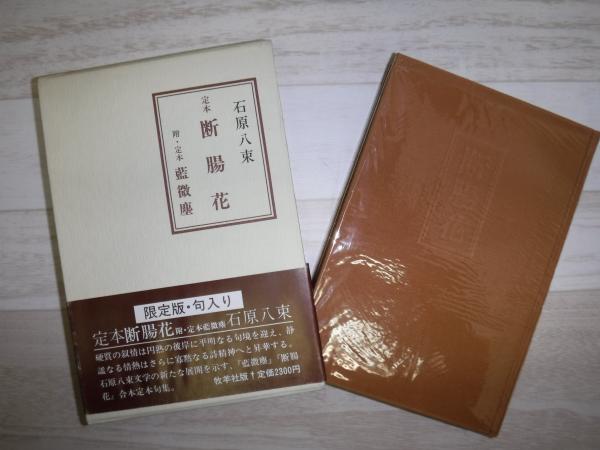 石原八束
定本 断腸花
附・定本 藍微塵
限定版・句入り
定本断腸花 附・定本藍微塵 石原八束
硬質の叙情は円熟の彼岸に平明なる句境を迎え、静
謐なる情熱はさらに寡黙なる詩精神へと昇華する。
石原八束文学の新たな展開を示す、『藍微塵』『断腸
花』合本定本句集。
牧羊社版↑定価2300円